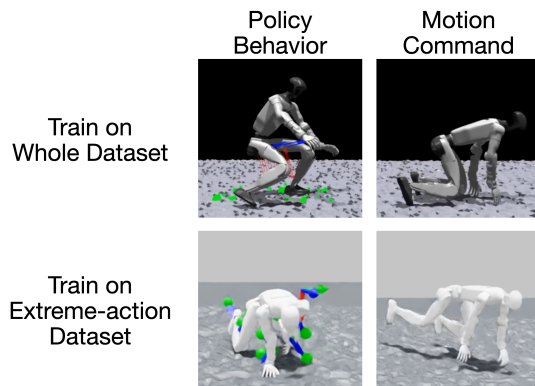 Policy
Behavior
Motion
Command
Train on
Whole Dataset
Train on
Extreme-action
Dataset